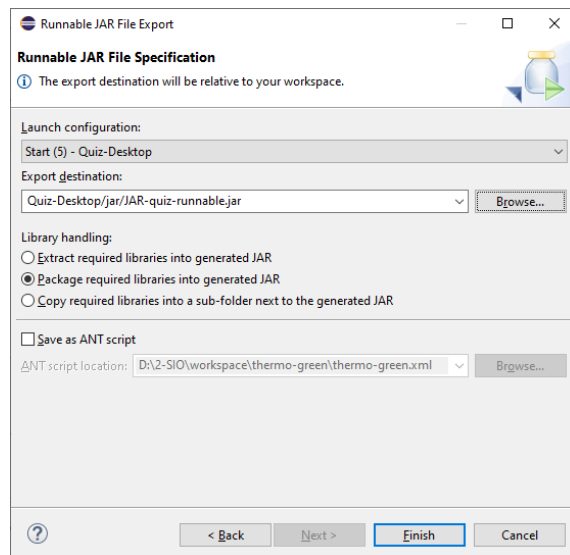 Runnable JAR File Export
Runnable JAR File Specification
The export destination will be relative to your workspace.
Launch configuration:
Start (5) - Quiz-Desktop
Export destination:
Quiz-Desktop/jar/JAR-quiz-runnable.jar
Browse...
Library handling:
Extract required libraries into generated JAR
Package required libraries into generated JAR
Copy required libraries into a sub-folder next to the generated JAR
Save as ANT script
ANT script location: D:\2-SIO\workspace\thermo-green\thermo-green.xml Browse...
? < Back Next > Finish Cancel